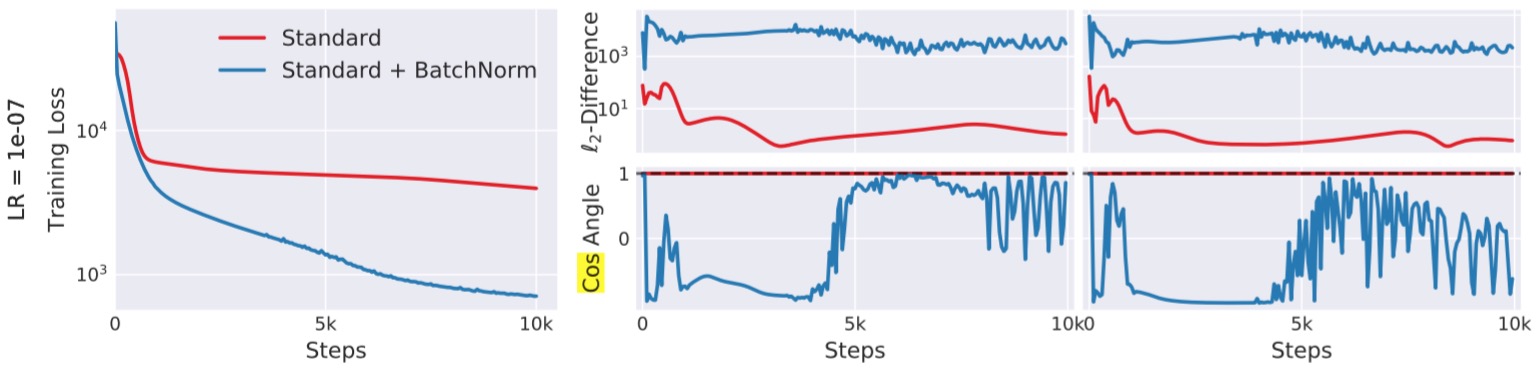 LR = 1e-07
Training Loss
10⁴
10³
Standard
Standard + BatchNorm
0
5k
10k
Steps
ℓ₂-Difference
10³
10¹
Cos Angle
1
0
0
5k
10k
Steps
0
5k
10k
Steps